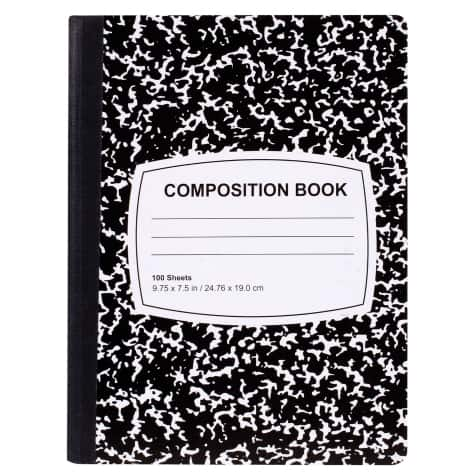 COMPOSITION BOOK
100 Sheets
9.75 x 7.5 in / 24.76 x 19.0 cm